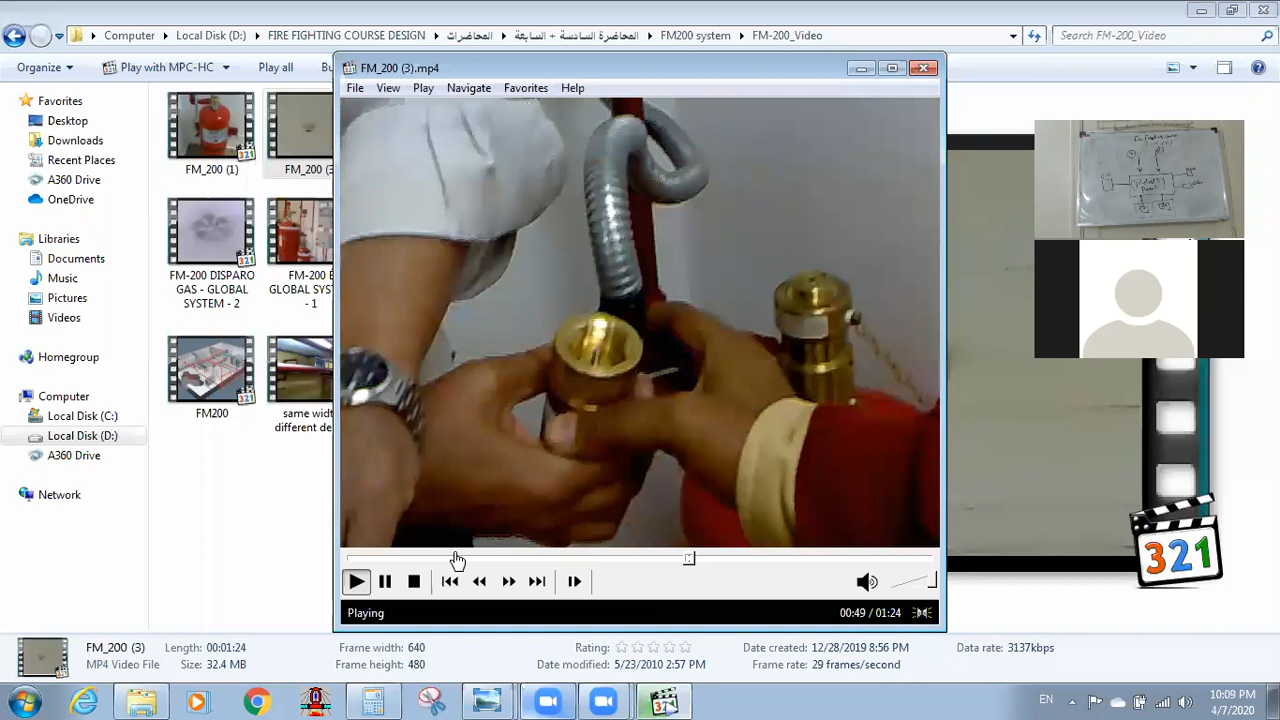 Computer
Local Disk (D:)
FIRE FIGHTING COURSE DESIGN
المحاضرات
المحاضرة السادسة + السابعة
FM200 system
FM-200_Video
Search FM-200_Video
Organize
Play with MPC-HC
Play all
Favorites
Desktop
Downloads
Recent Places
A360 Drive
OneDrive
Libraries
Documents
Music
Pictures
Videos
Homegroup
Computer
Local Disk (C:)
Local Disk (D:)
A360 Drive
Network
FM_200 (1)
FM-200 DISPARO
GAS - GLOBAL
SYSTEM - 2
GLOBAL SYS
- 1
FM200
same widt
different de
FM_200 (3).mp4
File
View
Play
Navigate
Favorites
Help
Playing
00:49 / 01:24
321
FM_200 (3)
Length: 00:01:24
Frame width: 640
Rating:
Date created: 12/28/2019 8:56 PM
Data rate: 3137kbps
MP4 Video File
Size: 32.4 MB
Frame height: 480
Date modified: 5/23/2010 2:57 PM
Frame rate: 29 frames/second
EN
10:09 PM
4/7/2020